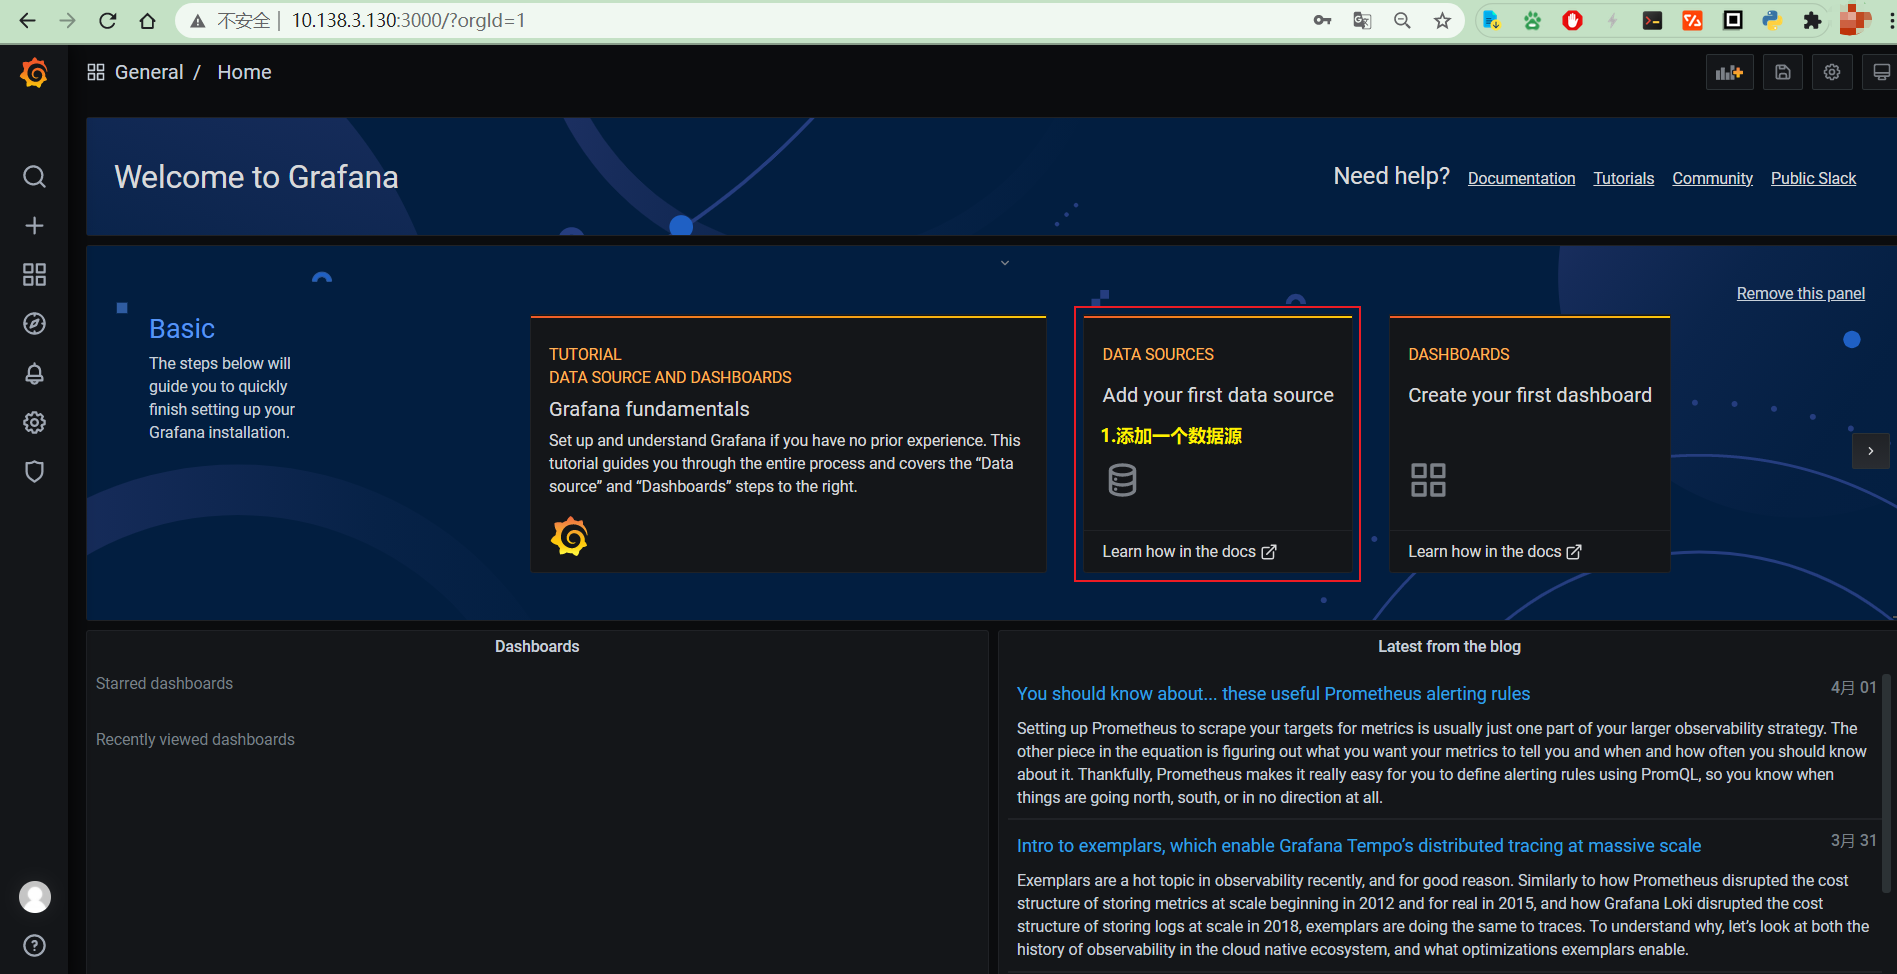 不安全 | 10.138.3.130:3000/?orgId=1
General / Home
Welcome to Grafana
Need help? Documentation Tutorials Community Public Slack
Remove this panel
Basic
The steps below will
guide you to quickly
finish setting up your
Grafana installation.
TUTORIAL
DATA SOURCE AND DASHBOARDS
Grafana fundamentals
Set up and understand Grafana if you have no prior experience. This
tutorial guides you through the entire process and covers the “Data
source” and “Dashboards” steps to the right.
DATA SOURCES
Add your first data source
1.添加一个数据源
Learn how in the docs
DASHBOARDS
Create your first dashboard
Learn how in the docs
Dashboards
Starred dashboards
Recently viewed dashboards
Latest from the blog
You should know about... these useful Prometheus alerting rules
4月 01
Setting up Prometheus to scrape your targets for metrics is usually just one part of your larger observability strategy. The
other piece in the equation is figuring out what you want your metrics to tell you and when and how often you should know
about it. Thankfully, Prometheus makes it really easy for you to define alerting rules using PromQL, so you know when
things are going north, south, or in no direction at all.
Intro to exemplars, which enable Grafana Tempo’s distributed tracing at massive scale
3月 31
Exemplars are a hot topic in observability recently, and for good reason. Similarly to how Prometheus disrupted the cost
structure of storing metrics at scale beginning in 2012 and for real in 2015, and how Grafana Loki disrupted the cost
structure of storing logs at scale in 2018, exemplars are doing the same to traces. To understand why, let’s look at both the
history of observability in the cloud native ecosystem, and what optimizations exemplars enable.